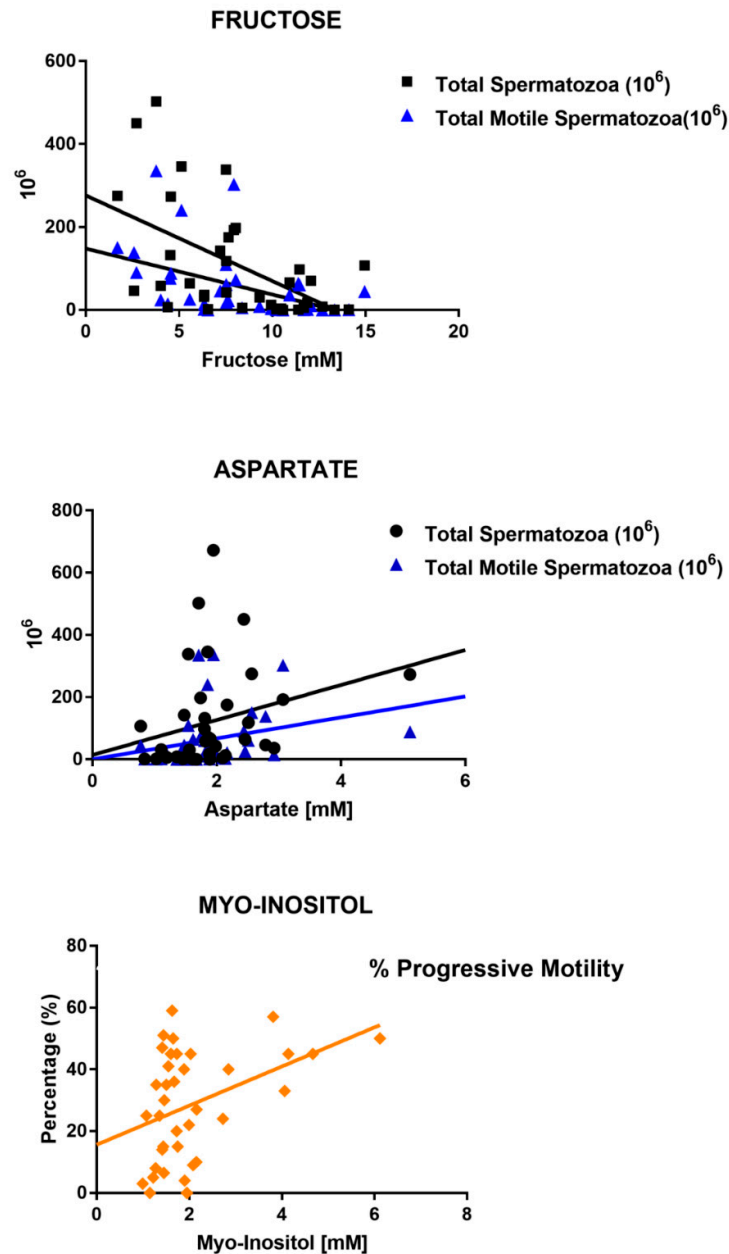 FRUCTOSE
600
400
200
0
10⁶
0 5 10 15 20
Fructose [mM]
Total Spermatozoa (10⁶)
Total Motile Spermatozoa(10⁶)
ASPARTATE
800
600
400
200
0
10⁶
0 2 4 6
Aspartate [mM]
Total Spermatozoa (10⁶)
Total Motile Spermatozoa (10⁶)
MYO-INOSITOL
80
60
40
20
0
Percentage (%)
0 2 4 6 8
Myo-Inositol [mM]
% Progressive Motility